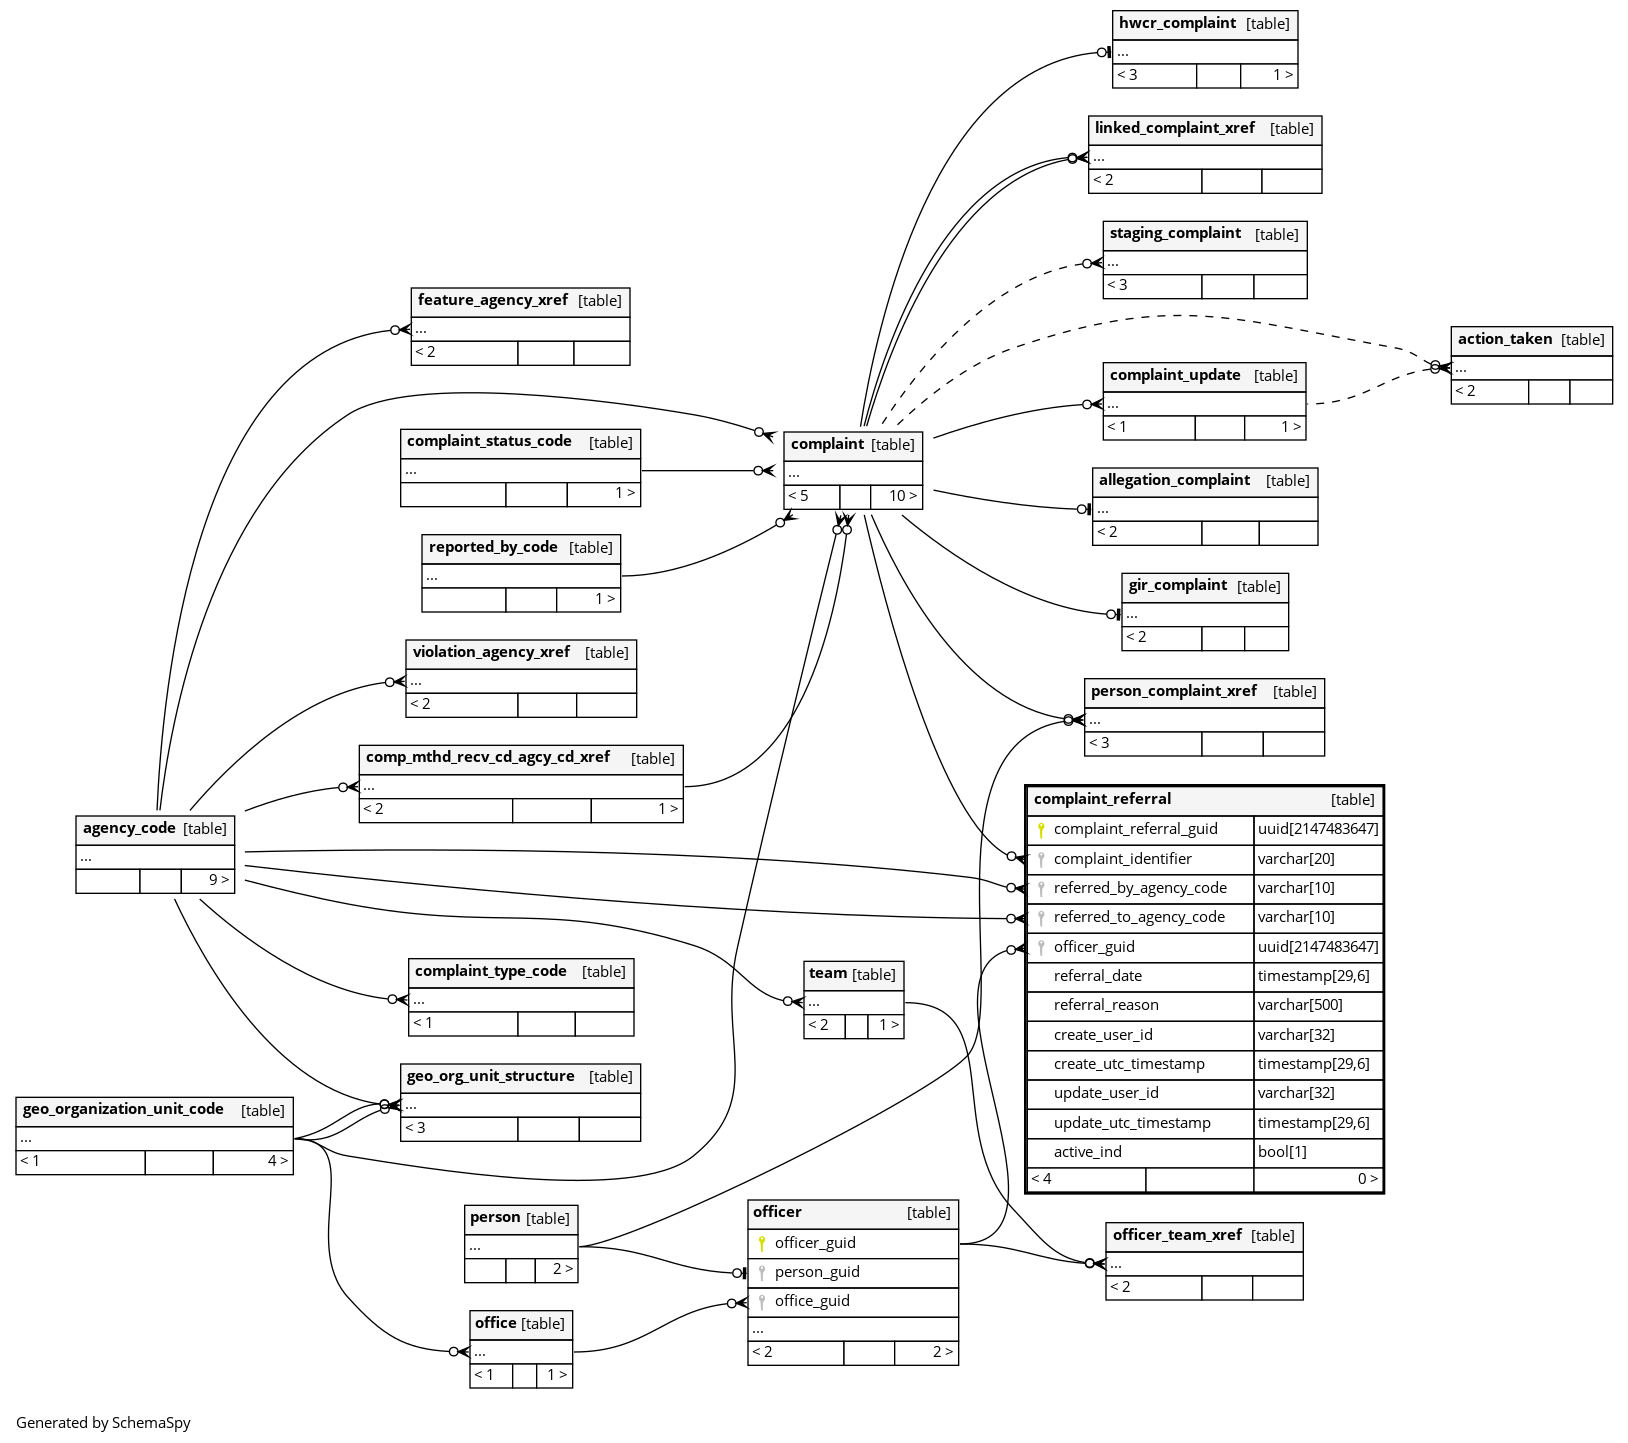 hwcr_complaint [table]
...
< 3 1 >
linked_complaint_xref [table]
...
< 2
staging_complaint [table]
...
< 3
feature_agency_xref [table]
...
< 2
action_taken [table]
...
< 2
complaint_update [table]
...
< 1 1 >
complaint_status_code [table]
...
1 >
complaint [table]
...
< 5 10 >
allegation_complaint [table]
...
< 2
reported_by_code [table]
...
1 >
gir_complaint [table]
...
< 2
violation_agency_xref [table]
...
< 2
person_complaint_xref [table]
...
< 3
comp_mthd_recv_cd_agcy_cd_xref [table]
...
< 2 1 >
agency_code [table]
...
9 >
complaint_referral [table]
complaint_referral_guid uuid[2147483647]
complaint_identifier varchar[20]
referred_by_agency_code varchar[10]
referred_to_agency_code varchar[10]
officer_guid uuid[2147483647]
referral_date timestamp[29,6]
referral_reason varchar[500]
create_user_id varchar[32]
create_utc_timestamp timestamp[29,6]
update_user_id varchar[32]
update_utc_timestamp timestamp[29,6]
active_ind bool[1]
< 4 0 >
complaint_type_code [table]
...
< 1
team [table]
...
< 2 1 >
geo_org_unit_structure [table]
...
< 3
geo_organization_unit_code [table]
...
< 1 4 >
person [table]
...
2 >
officer [table]
officer_guid
person_guid
office_guid
...
< 2 2 >
officer_team_xref [table]
...
< 2
office [table]
...
< 1 1 >
Generated by SchemaSpy